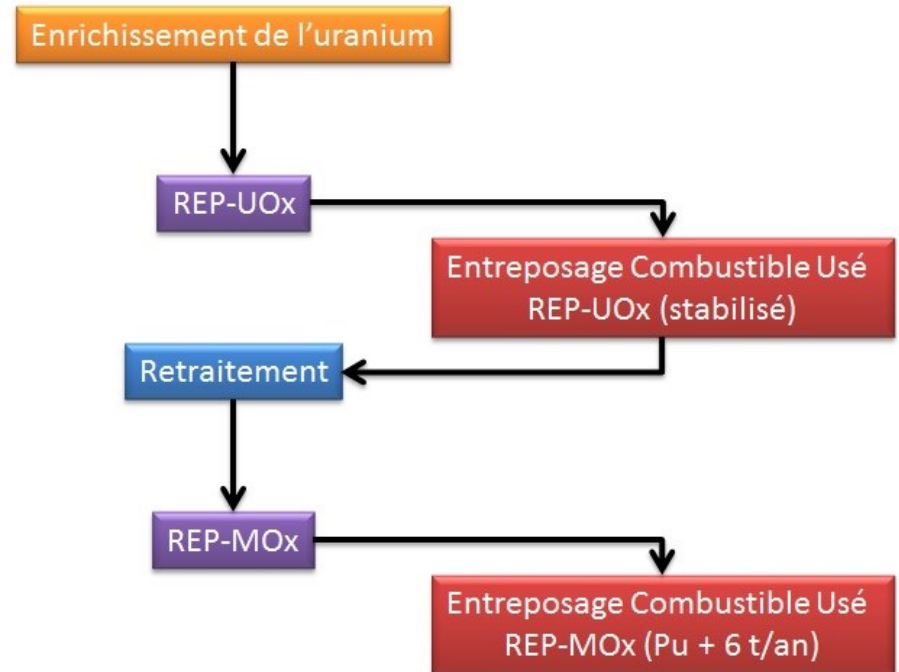 Enrichissement de l'uranium
REP-UOx
Entreposage Combustible Usé
REP-UOx (stabilisé)
Retraitement
REP-MOx
Entreposage Combustible Usé
REP-MOx (Pu + 6 t/an)